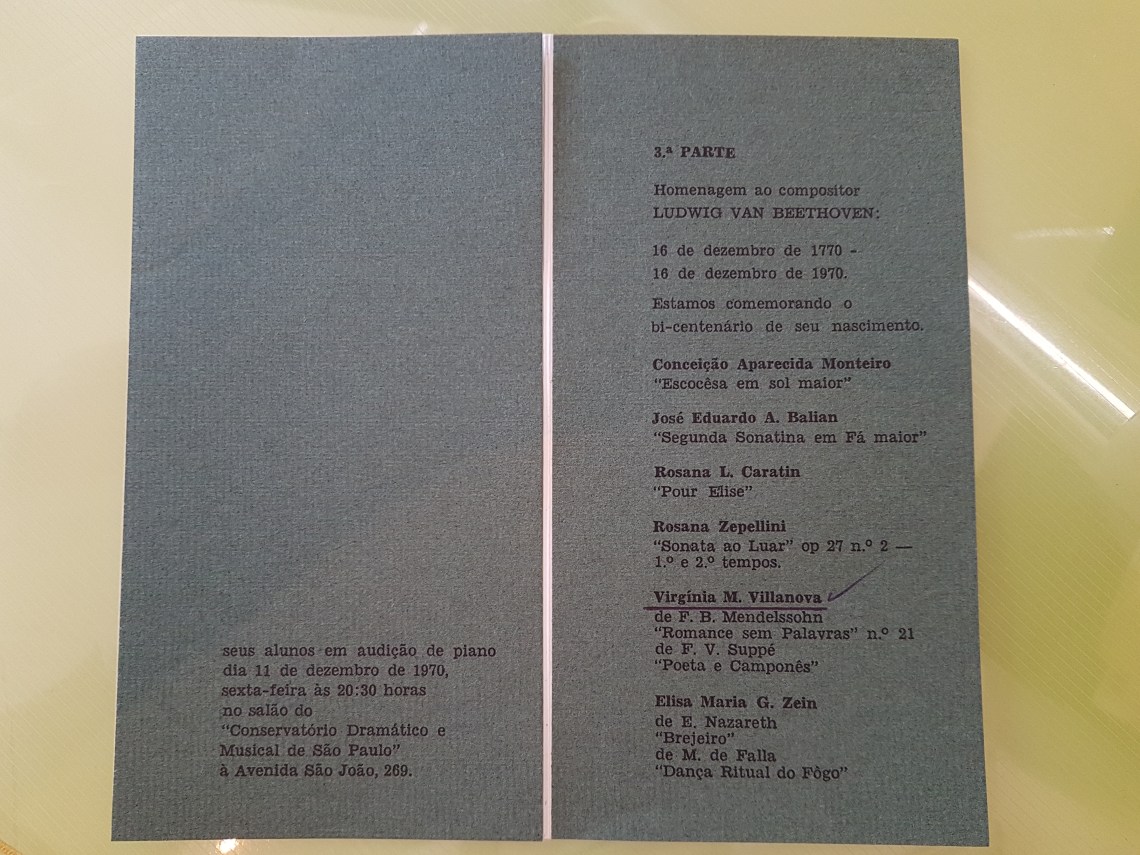 seus alunos em audição de piano
dia 11 de dezembro de 1970,
sexta-feira às 20:30 horas
no salão do
“Conservatório Dramático e
Musical de São Paulo”
à Avenida São João, 269.
3.ª PARTE
Homenagem ao compositor
LUDWIG VAN BEETHOVEN:
16 de dezembro de 1770 -
16 de dezembro de 1970.
Estamos comemorando o
bi-centenário de seu nascimento.
Conceição Aparecida Monteiro
“Escocêsa em sol maior”
José Eduardo A. Balian
“Segunda Sonatina em Fá maior”
Rosana L. Caratin
“Pour Elise”
Rosana Zepellini
“Sonata ao Luar” op 27 n.º 2 —
1.º e 2.º tempos.
Virgínia M. Villanova
de F. B. Mendelssohn
“Romance sem Palavras” n.º 21
de F. V. Suppé
“Poeta e Camponês”
Elisa Maria G. Zein
de E. Nazareth
“Brejeiro”
de M. de Falla
“Dança Ritual do Fôgo”